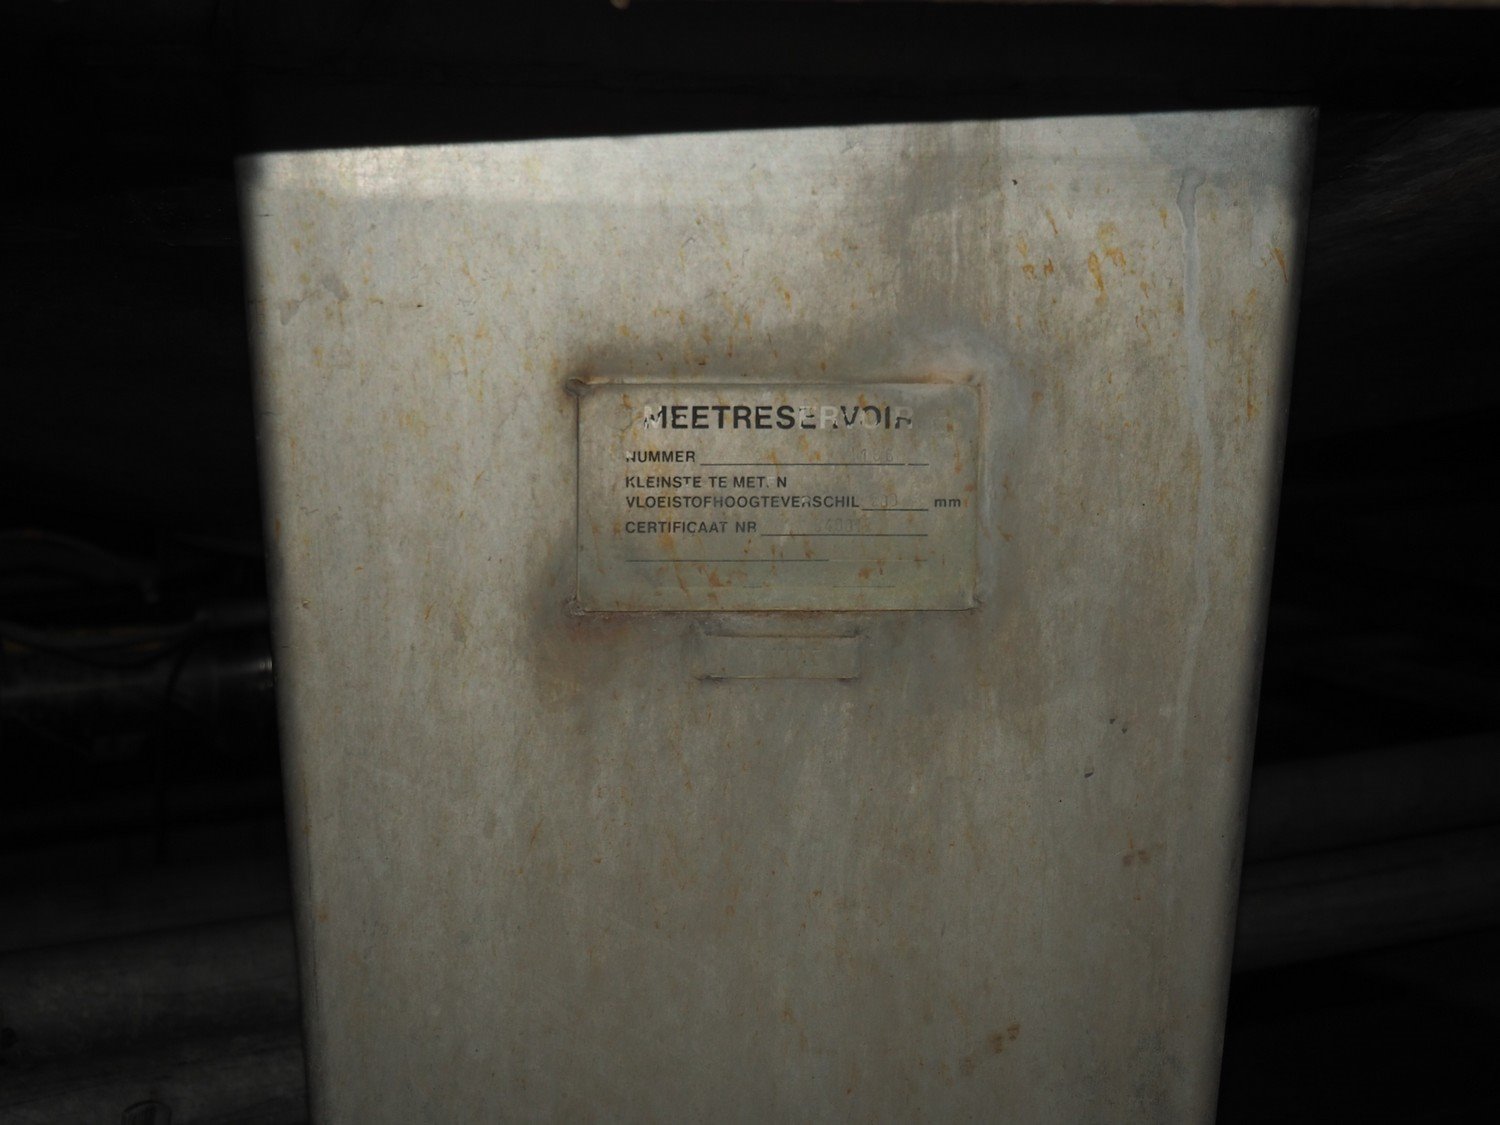 MEETRESERVOIR
NUMMER
KLEINSTE TE METEN
VLOEISTOFHOOGTEVERSCHIL mm
CERTIFICAAT NR